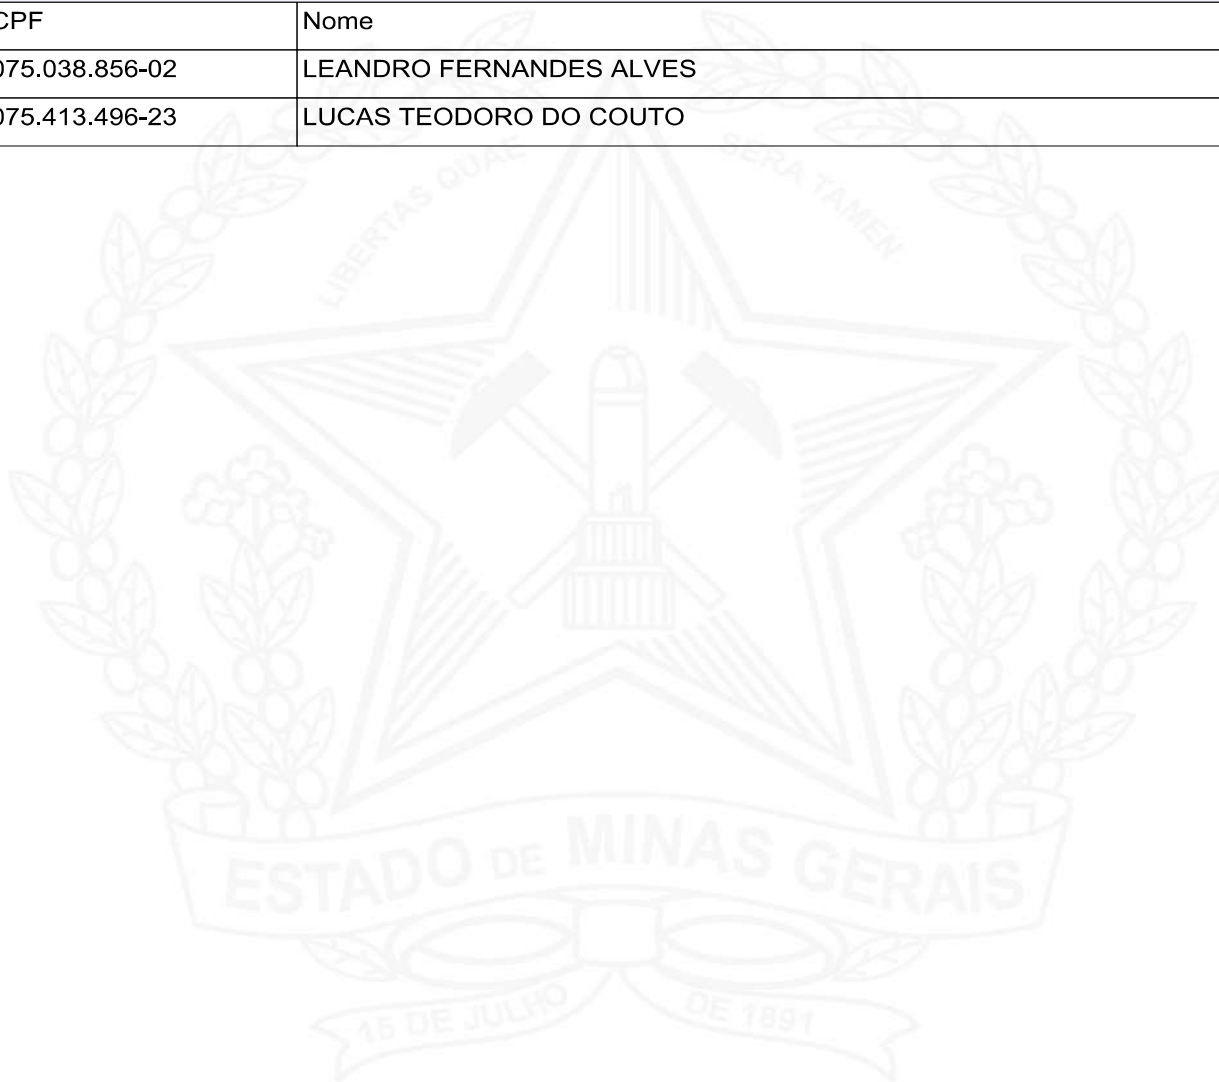 CPF Nome
075.038.856-02 LEANDRO FERNANDES ALVES
075.413.496-23 LUCAS TEODORO DO COUTO
LIBERTAS QUAE SERA TAMEN
ESTADO DE MINAS GERAIS
15 DE JULHO DE 1891